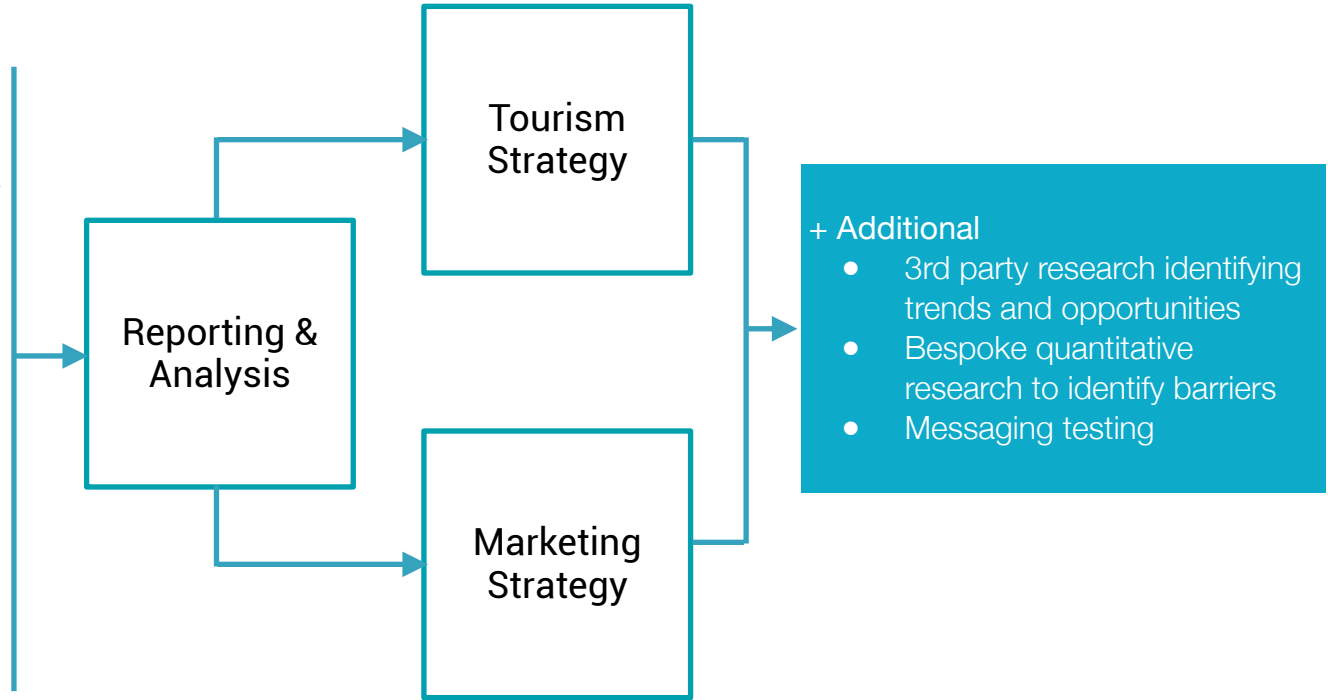 Tourism
Strategy
Reporting &
Analysis
Marketing
Strategy
+ Additional
● 3rd party research identifying
trends and opportunities
● Bespoke quantitative
research to identify barriers
● Messaging testing